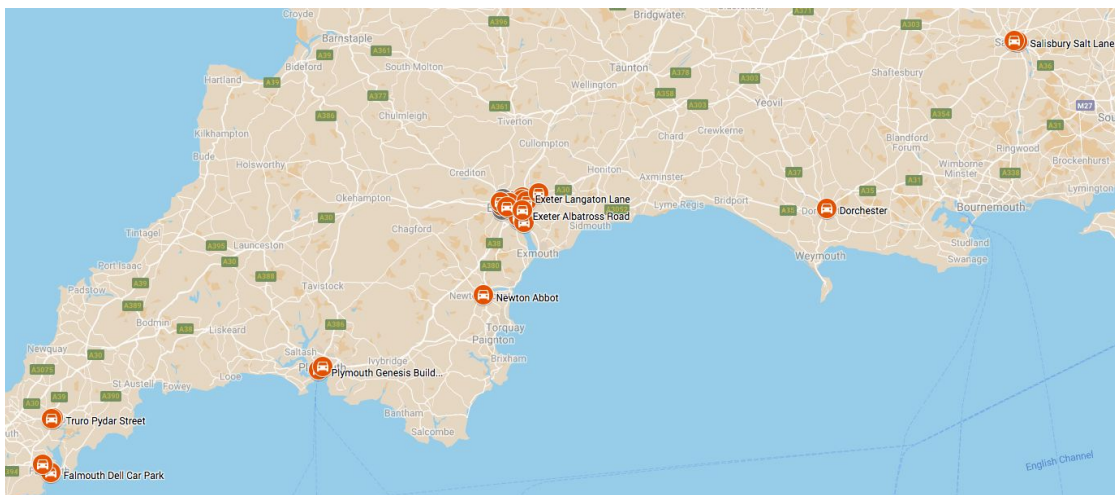 Croyde
A396
Bridgwater
A371
A303
Barnstaple
A39
A361
Salisbury Salt Lane
Bideford
South Molton
Taunton
A378
A303
A36
Hartland
A39
Wellington
A358
Shaftesbury
A377
A303
Yeovil
M27
A386
Chulmleigh
A361
Tiverton
Crewkerne
A354
Sou
Kilkhampton
Cullompton
Chard
Blandford
Forum
A31
Bude
Holsworthy
Ringwood
Wimborne
Minster
Brockenhurst
Crediton
Honiton
Axminster
A37
A338
A30
A35
A31
Lymington
Okehampton
Exeter Langaton Lane
Lyme Regis
Bridport
Bournemouth
A30
A3052
A35
Dorchester
Exeter Albatross Road
Tintagel
Chagford
Sidmouth
A395
Launceston
A38
Studland
Exmouth
Weymouth
Swanage
Port Isaac
A30
A380
A388
A39
Tavistock
Padstow
Newton Abbot
A389
Bodmin
A386
Torquay
A38
Liskeard
Paignton
Newquay
Saltash
A30
Ivybridge
Brixham
A3075
Plymouth Genesis Build...
St Austell
Looe
Fowey
A30
A39
A390
Bantham
Truro Pydar Street
Salcombe
English Channel
Falmouth Dell Car Park